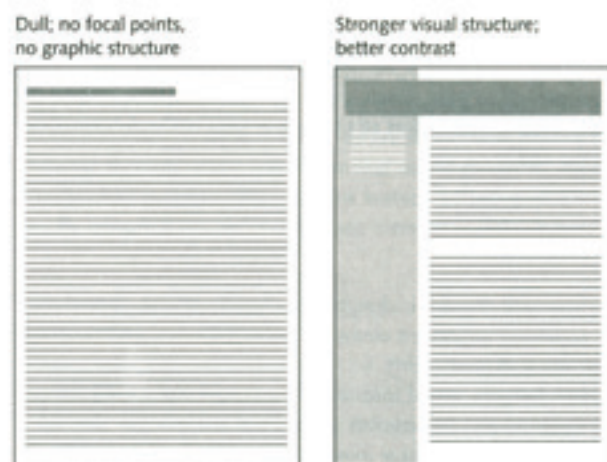 Dull; no focal points,
no graphic structure
Stronger visual structure;
better contrast